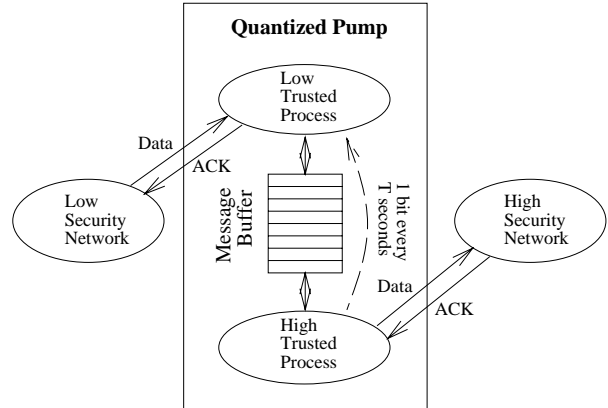 Quantized Pump
Low
Trusted
Process
Data
ACK
Low
Security
Network
Message
Buffer
1 bit every
T seconds
High
Security
Network
Data
ACK
High
Trusted
Process